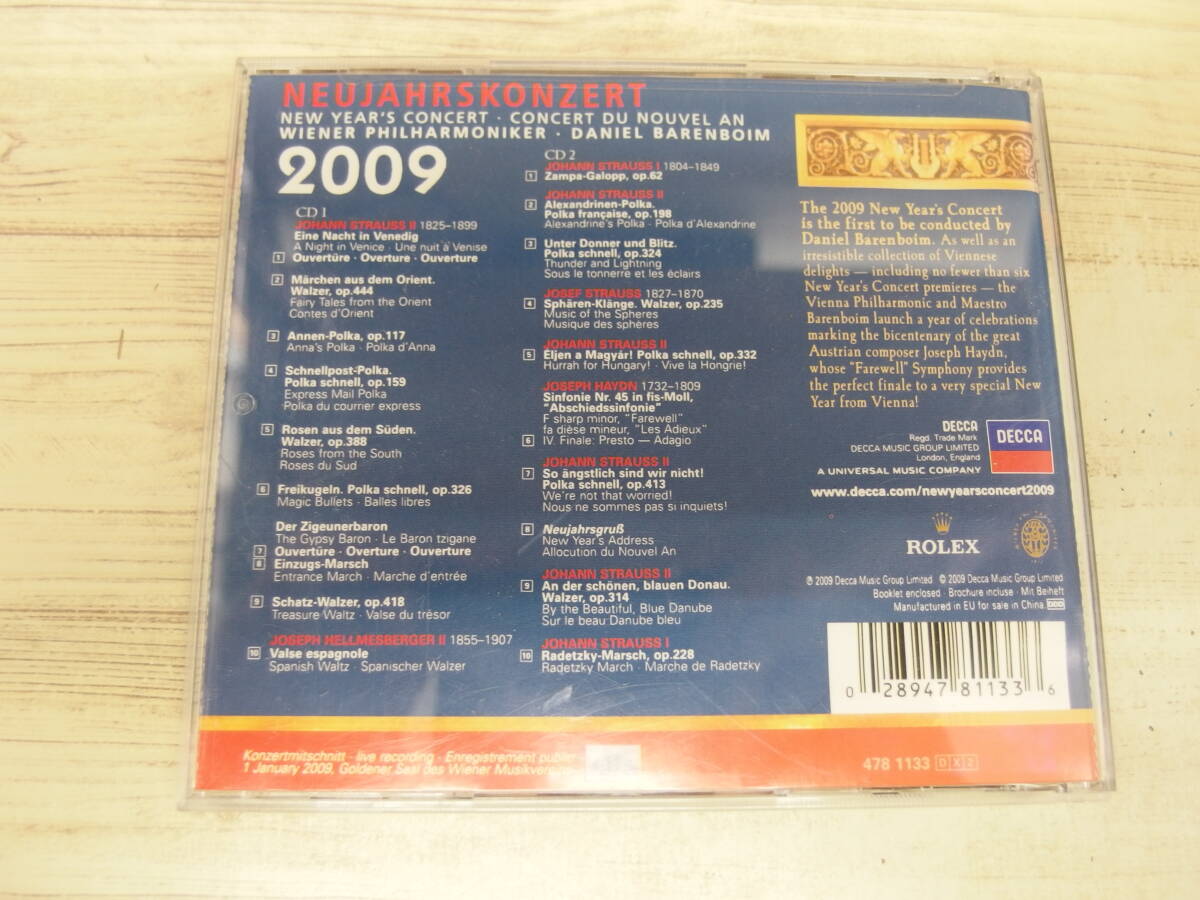 NEUJAHRSKONZERT
NEW YEAR'S CONCERT · CONCERT DU NOUVEL AN
WIENER PHILHARMONIKER · DANIEL BARENBOIM
2009
CD 1
JOHANN STRAUSS II 1825–1899
Eine Nacht in Venedig
A Night in Venice · Une nuit à Venise
1 Ouvertüre · Overture · Ouverture
2 Märchen aus dem Orient.
Walzer, op.444
Fairy Tales from the Orient
Contes d'Orient
3 Annen-Polka, op.117
Anna's Polka · Polka d'Anna
4 Schnellpost-Polka.
Polka schnell, op.159
Express Mail Polka
Polka du courrier express
5 Rosen aus dem Süden.
Walzer, op.388
Roses from the South
Roses du Sud
6 Freikugeln. Polka schnell, op.326
Magic Bullets · Balles libres
Der Zigeunerbaron
The Gypsy Baron · Le Baron tzigane
7 Ouvertüre · Overture · Ouverture
8 Einzugs-Marsch
Entrance March · Marche d'entrée
9 Schatz-Walzer, op.418
Treasure Waltz · Valse du trésor
JOSEPH HELLMESBERGER II 1855–1907
10 Valse espagnole
Spanish Waltz · Spanischer Walzer
CD 2
JOHANN STRAUSS I 1804–1849
1 Zampa-Galopp, op.62
JOHANN STRAUSS II
2 Alexandrinen-Polka.
Polka française, op.198
Alexandrine's Polka · Polka d'Alexandrine
3 Unter Donner und Blitz.
Polka schnell, op.324
Thunder and Lightning
Sous le tonnerre et les éclairs
JOSEF STRAUSS 1827–1870
4 Sphären-Klänge. Walzer, op.235
Music of the Spheres
Musique des sphères
JOHANN STRAUSS II
5 Éljen a Magyár! Polka schnell, op.332
Hurrah for Hungary! · Vive la Hongrie!
JOSEPH HAYDN 1732–1809
Sinfonie Nr. 45 in fis-Moll,
"Abschiedssinfonie"
F sharp minor, "Farewell"
fa dièse mineur, "Les Adieux"
6 IV. Finale: Presto — Adagio
JOHANN STRAUSS II
7 So ängstlich sind wir nicht!
Polka schnell, op.413
We're not that worried!
Nous ne sommes pas si inquiets!
8 Neujahrsgruß
New Year's Address
Allocution du Nouvel An
JOHANN STRAUSS II
9 An der schönen, blauen Donau.
Walzer, op.314
By the Beautiful, Blue Danube
Sur le beau Danube bleu
JOHANN STRAUSS I
10 Radetzky-Marsch, op.228
Radetzky March · Marche de Radetzky
The 2009 New Year's Concert
is the first to be conducted by
Daniel Barenboim. As well as an
irresistible collection of Viennese
delights — including no fewer than six
New Year's Concert premieres — the
Vienna Philharmonic and Maestro
Barenboim launch a year of celebrations
marking the bicentenary of the great
Austrian composer Joseph Haydn,
whose "Farewell" Symphony provides
the perfect finale to a very special New
Year from Vienna!
DECCA
Regd. Trade Mark
DECCA MUSIC GROUP LIMITED
London, England
A UNIVERSAL MUSIC COMPANY
DECCA
www.decca.com/newyearsconcert2009
ROLEX
℗ 2009 Decca Music Group Limited © 2009 Decca Music Group Limited
Booklet enclosed · Brochure incluse · Mit Beiheft
Manufactured in EU for sale in China. DDD
0 28947 81133 6
Konzertmitschnitt · live recording · Enregistrement public
1 January 2009, Goldener Saal des Wiener Musikvereins
478 1133 DX2